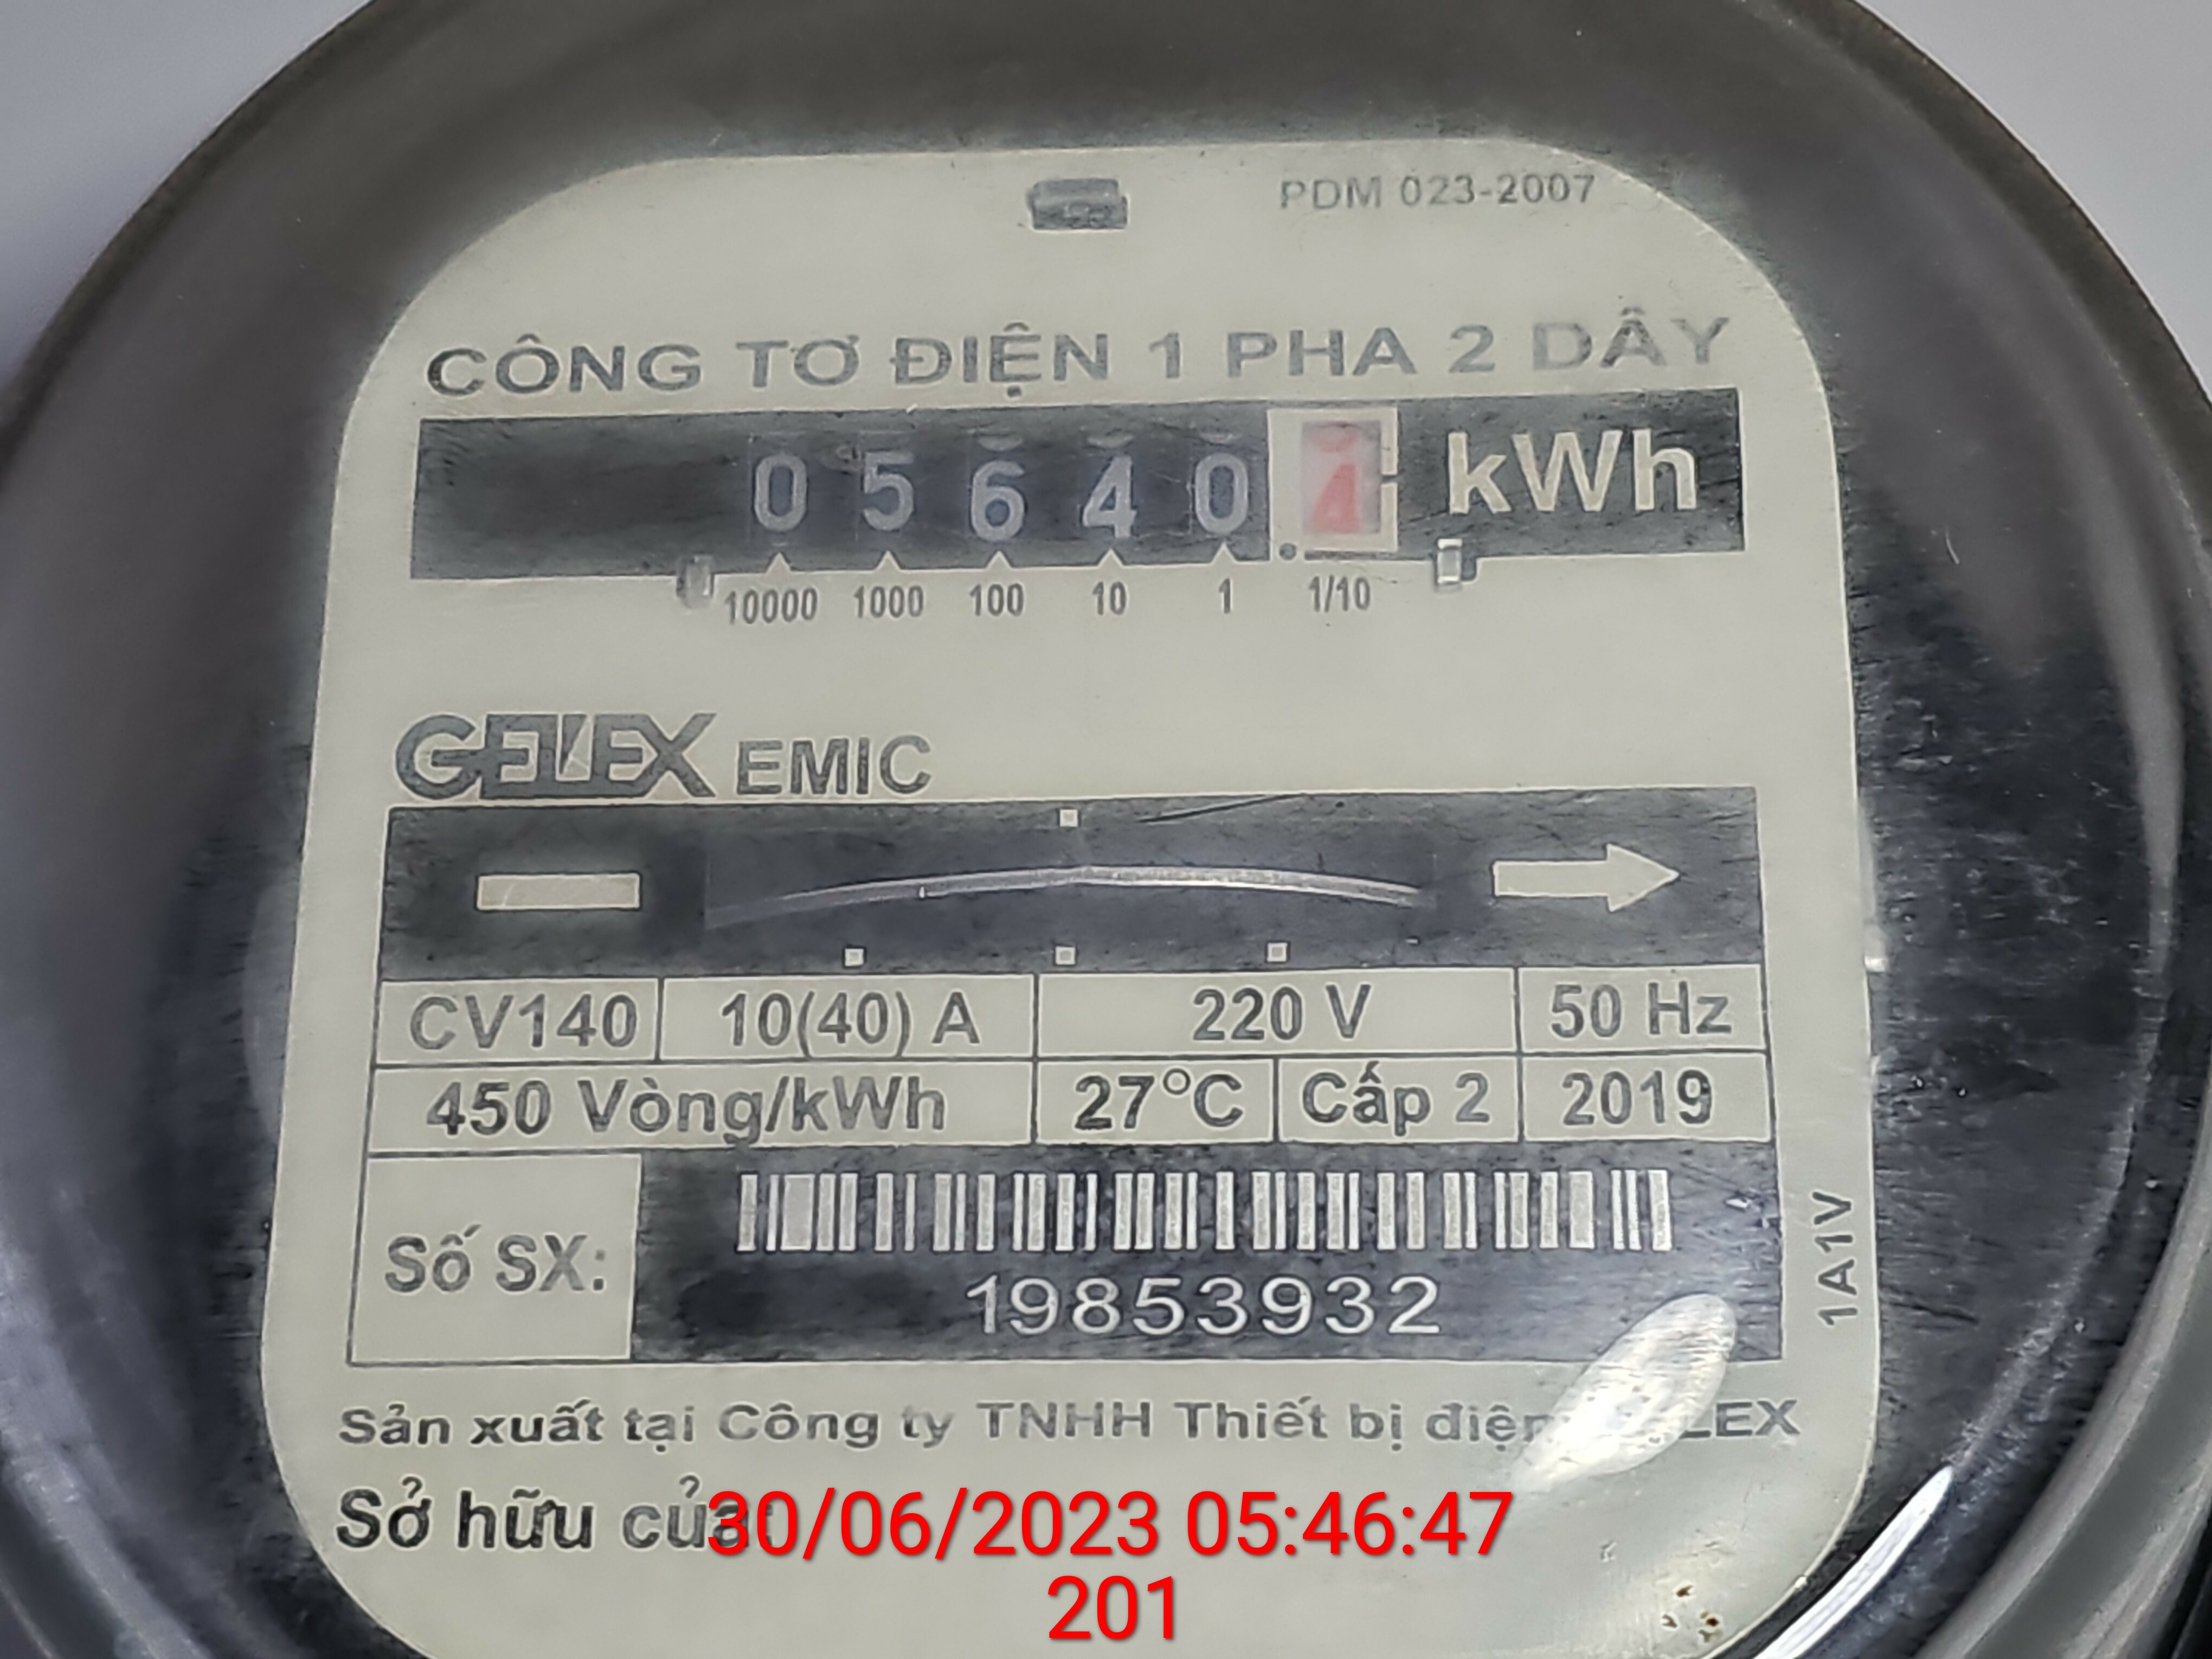 PDM 023-2007
CÔNG TƠ ĐIỆN 1 PHA 2 DÂY
0 5 6 4 0 4 kWh
10000 1000 100 10 1 1/10
GELEX EMIC
CV140 10(40) A 220 V 50 Hz
450 Vòng/kWh 27°C Cấp 2 2019
Số SX:
19853932
1A1V
Sản xuất tại Công ty TNHH Thiết bị điện
Sở hữu của:
30/06/2023 05:46:47
201